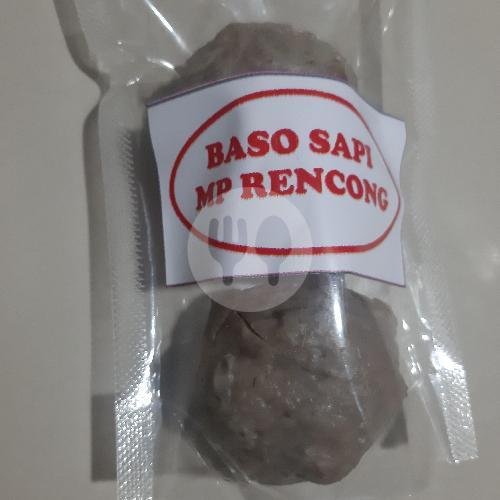 BASO SAPI
MP RENCONG